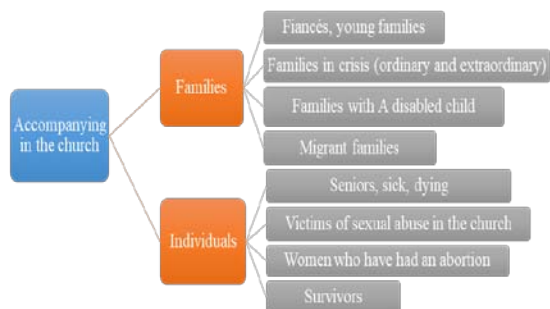 Accompanying
in the church
Families
Fiancés, young families
Families in crisis (ordinary and extraordinary)
Families with A disabled child
Migrant families
Individuals
Seniors, sick, dying
Victims of sexual abuse in the church
Women who have had an abortion
Survivors